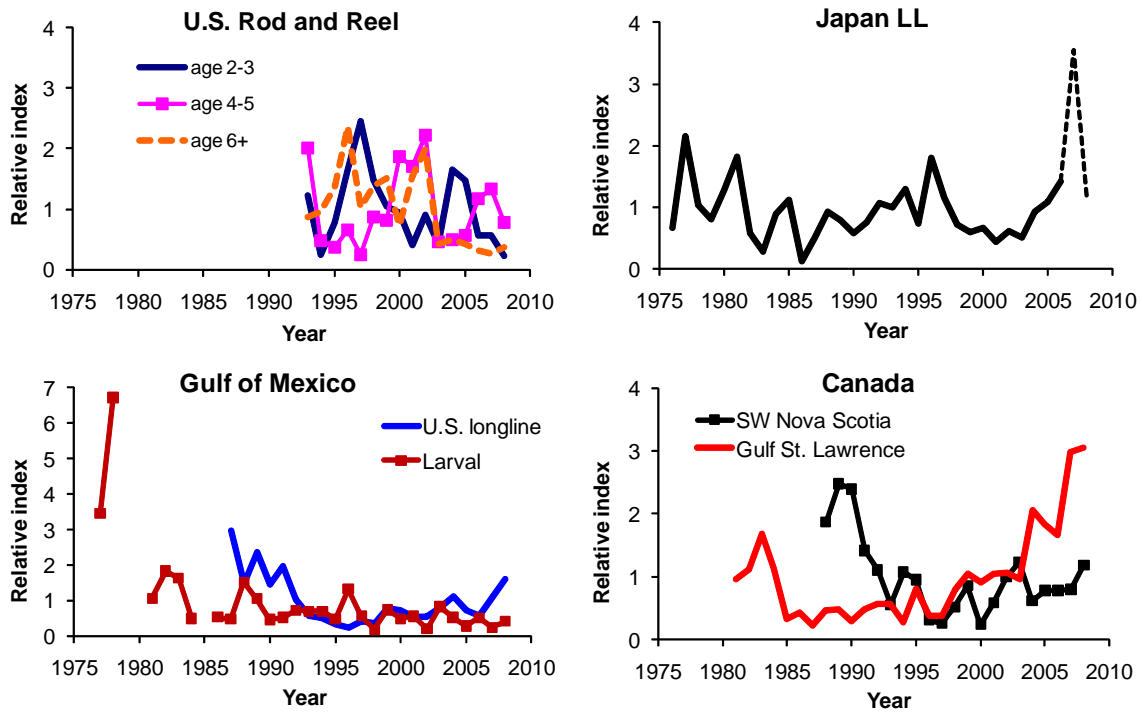 U.S. Rod and Reel
4
3
2
1
0
Relative index
age 2-3
age 4-5
age 6+
1975 1980 1985 1990 1995 2000 2005 2010
Year
Japan LL
4
3
2
1
0
Relative index
1975 1980 1985 1990 1995 2000 2005 2010
Year
Gulf of Mexico
7
6
5
4
3
2
1
0
Relative index
U.S. longline
Larval
1975 1980 1985 1990 1995 2000 2005 2010
Year
Canada
4
3
2
1
0
Relative index
SW Nova Scotia
Gulf St. Lawrence
1975 1980 1985 1990 1995 2000 2005 2010
Year